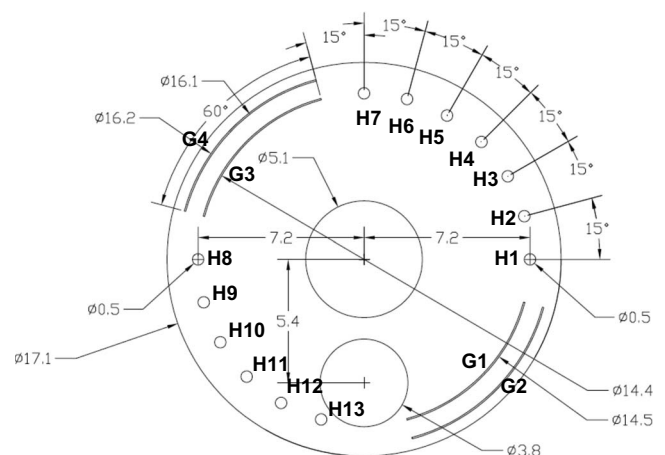 15°
15°
15°
ø16.1
15°
ø16.2
60°
H7
H6
H5
15°
G4
H4
ø5.1
G3
H3
15°
H2
7.2
7.2
15°
H8
H1
H9
ø0.5
ø0.5
5.4
H10
ø17.1
G1
H11
G2
ø14.4
H12
H13
ø14.5
ø3.8